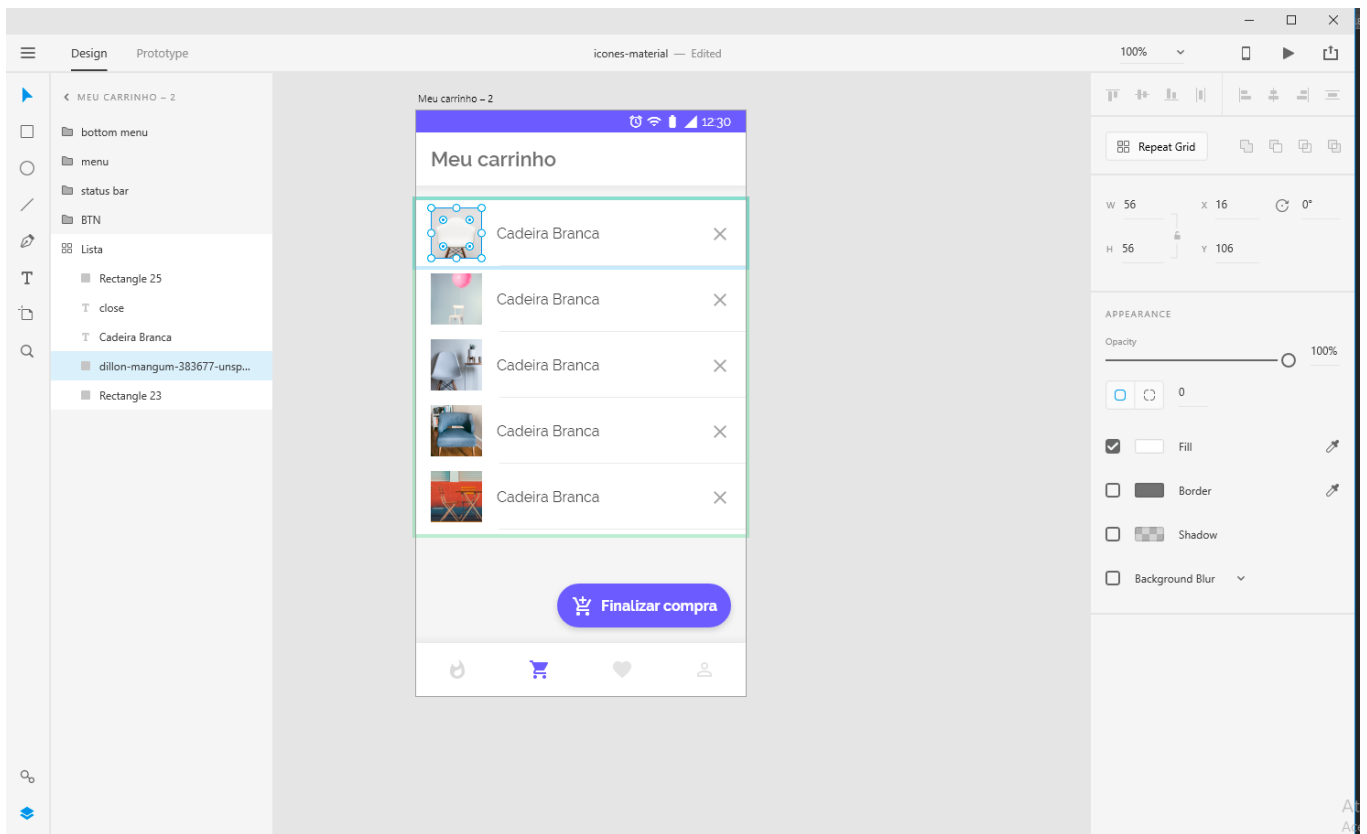 Design Prototype icones-material — Edited 100%
MEU CARRINHO – 2
bottom menu
menu
status bar
BTN
Lista
Rectangle 25
T close
T Cadeira Branca
dillon-mangum-383677-unsp...
Rectangle 23
T
Meu carrinho – 2
12:30
Meu carrinho
Cadeira Branca
Cadeira Branca
Cadeira Branca
Cadeira Branca
Cadeira Branca
Finalizar compra
Repeat Grid
W 56 X 16 0°
H 56 Y 106
APPEARANCE
Opacity
100%
0
Fill
Border
Shadow
Background Blur